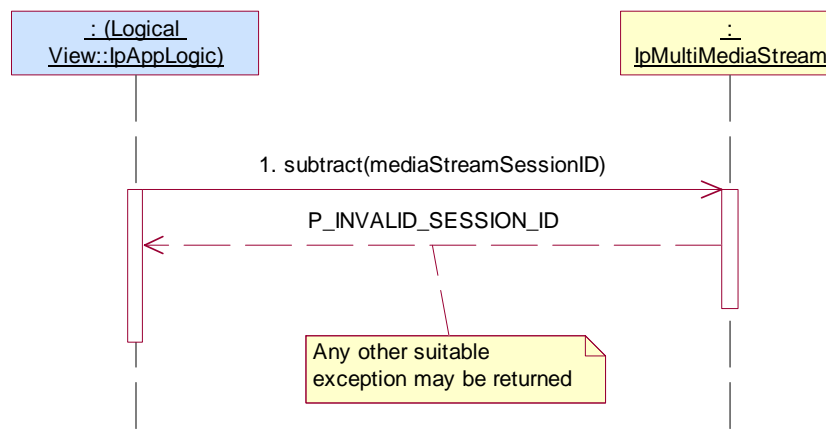 : (Logical
View::IpAppLogic)
:
IpMultiMediaStream
1. subtract(mediaStreamSessionID)
P_INVALID_SESSION_ID
Any other suitable
exception may be returned